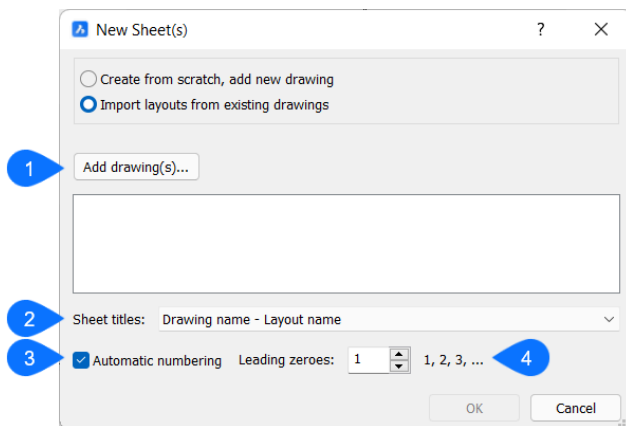 New Sheet(s) ?
Create from scratch, add new drawing
Import layouts from existing drawings
1 Add drawing(s)...
2 Sheet titles: Drawing name - Layout name
3 Automatic numbering Leading zeroes: 1 1, 2, 3, ... 4
OK Cancel